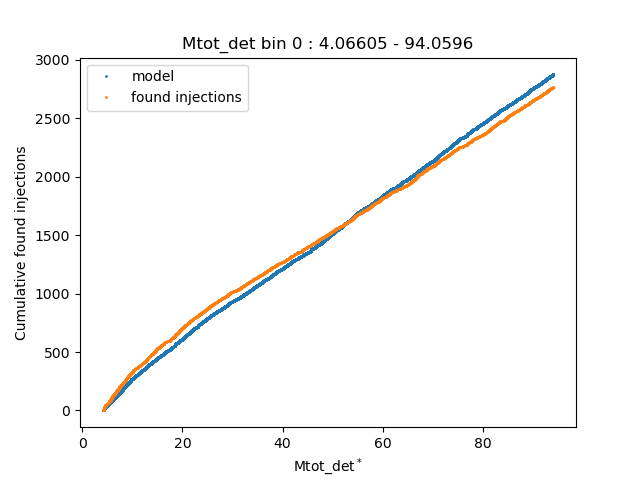 Mtot_det bin 0 : 4.06605 - 94.0596
model
found injections
3000
2500
2000
1500
1000
500
0
Cumulative found injections
0 20 40 60 80
Mtot_det*